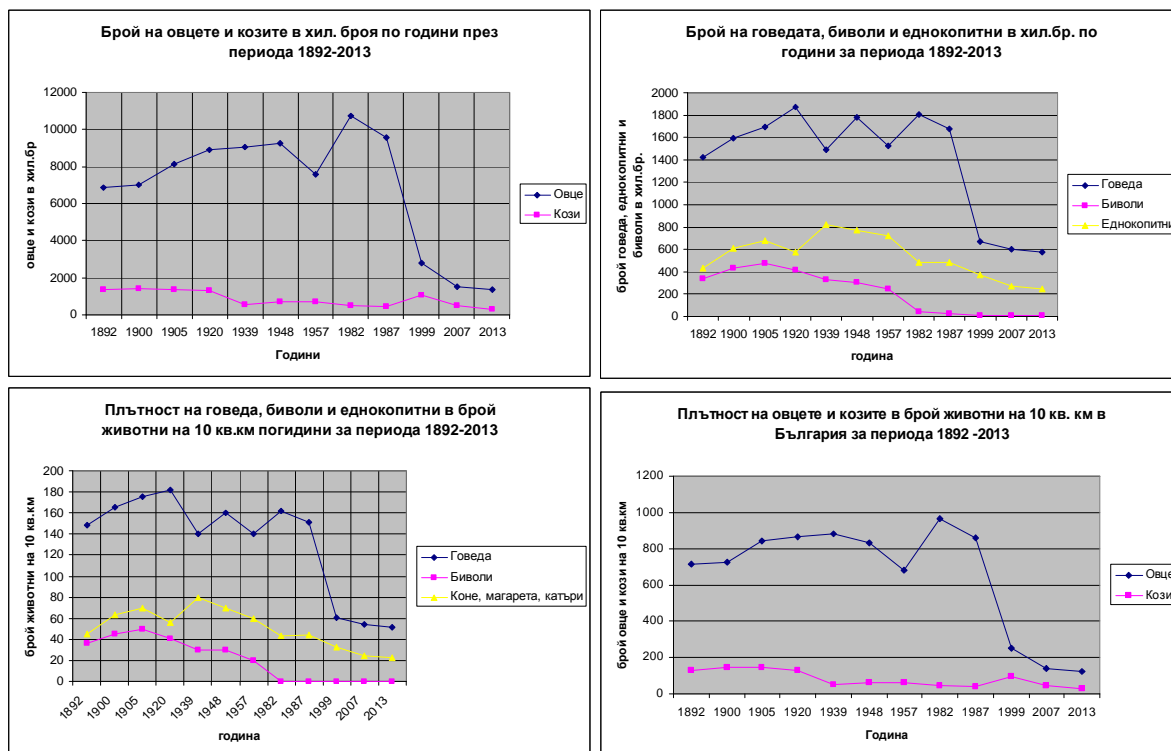 Брой на овцете и козите в хил. броя по години през
периода 1892-2013
овце и кози в хил.бр
12000
10000
8000
6000
4000
2000
0
1892 1900 1905 1920 1939 1948 1957 1982 1987 1999 2007 2013
Години
Овце
Кози
Брой на говедата, биволи и еднокопитни в хил.бр. по
години за периода 1892-2013
Брой говеда, еднокопитни и
биволи в хил.бр.
2000
1800
1600
1400
1200
1000
800
600
400
200
0
1892 1900 1905 1920 1939 1948 1957 1982 1987 1999 2007 2013
година
Говеда
Биволи
Еднокопитни
Плътност на говеда, биволи и еднокопитни в брой
животни на 10 кв.км погидини за периода 1892-2013
брой животни на 10 кв.км
200
180
160
140
120
100
80
60
40
20
0
1892 1900 1905 1920 1939 1948 1957 1982 1987 1999 2007 2013
година
Говеда
Биволи
Коне, магарета, катъри
Плътност на овцете и козите в брой животни на 10 кв. км в
България за периода 1892 -2013
брой овце и кози на 10 кв.км
1200
1000
800
600
400
200
0
1892 1900 1905 1920 1939 1948 1957 1982 1987 1999 2007 2013
Година
Овце
Кози